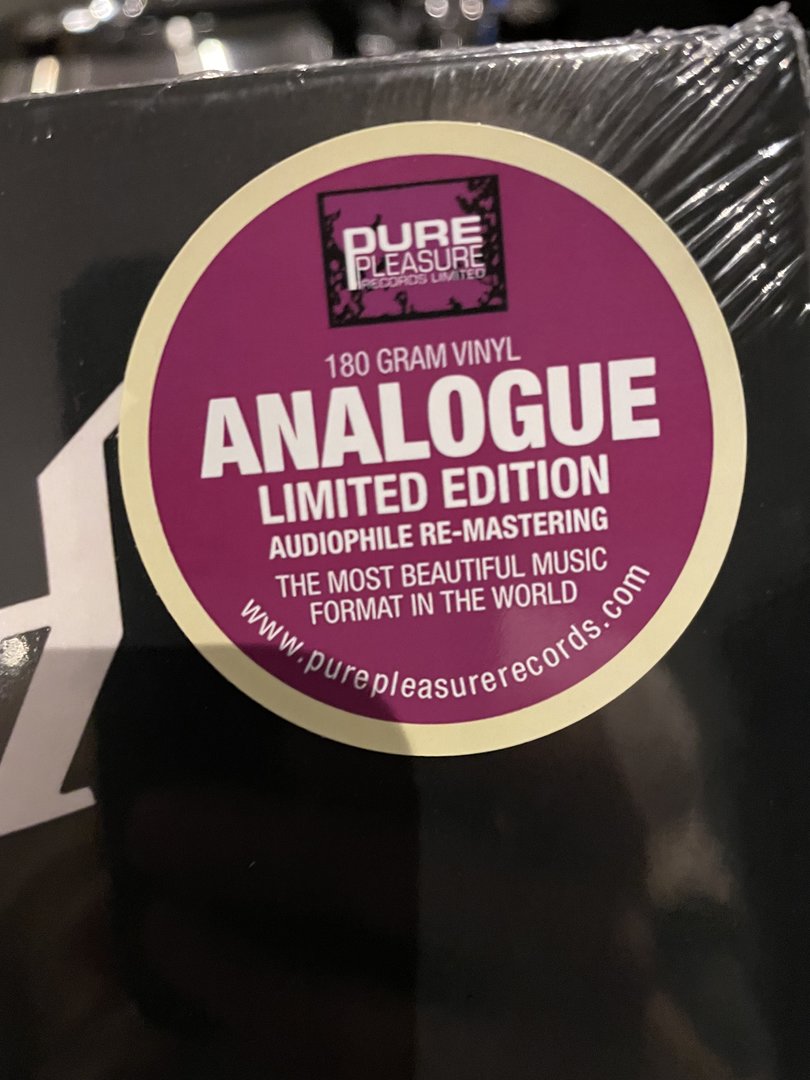 PURE
PLEASURE
RECORDS LIMITED
180 GRAM VINYL
ANALOGUE
LIMITED EDITION
AUDIOPHILE RE-MASTERING
THE MOST BEAUTIFUL MUSIC
FORMAT IN THE WORLD
www.purepleasurerecords.com